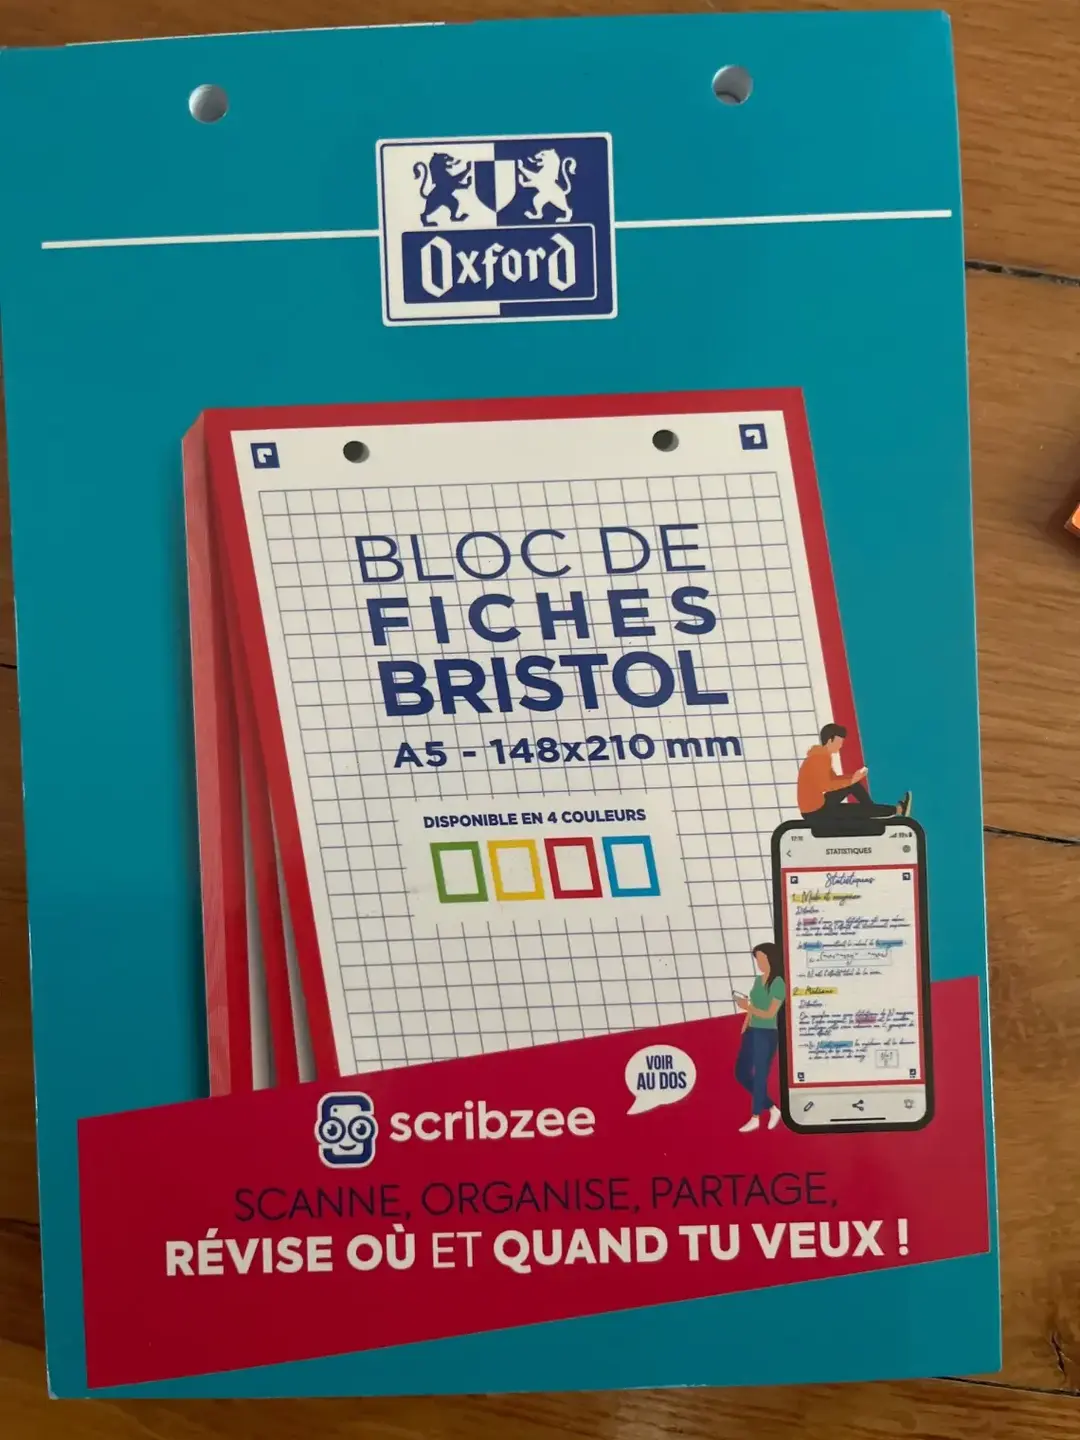 Oxford
BLOC DE
FICHES
BRISTOL
A5 - 148x210 mm
DISPONIBLE EN 4 COULEURS
STATISTIQUES
Statistiques
VOIR
AU DOS
scribzee
SCANNE, ORGANISE, PARTAGE,
RÉVISE OÙ ET QUAND TU VEUX !